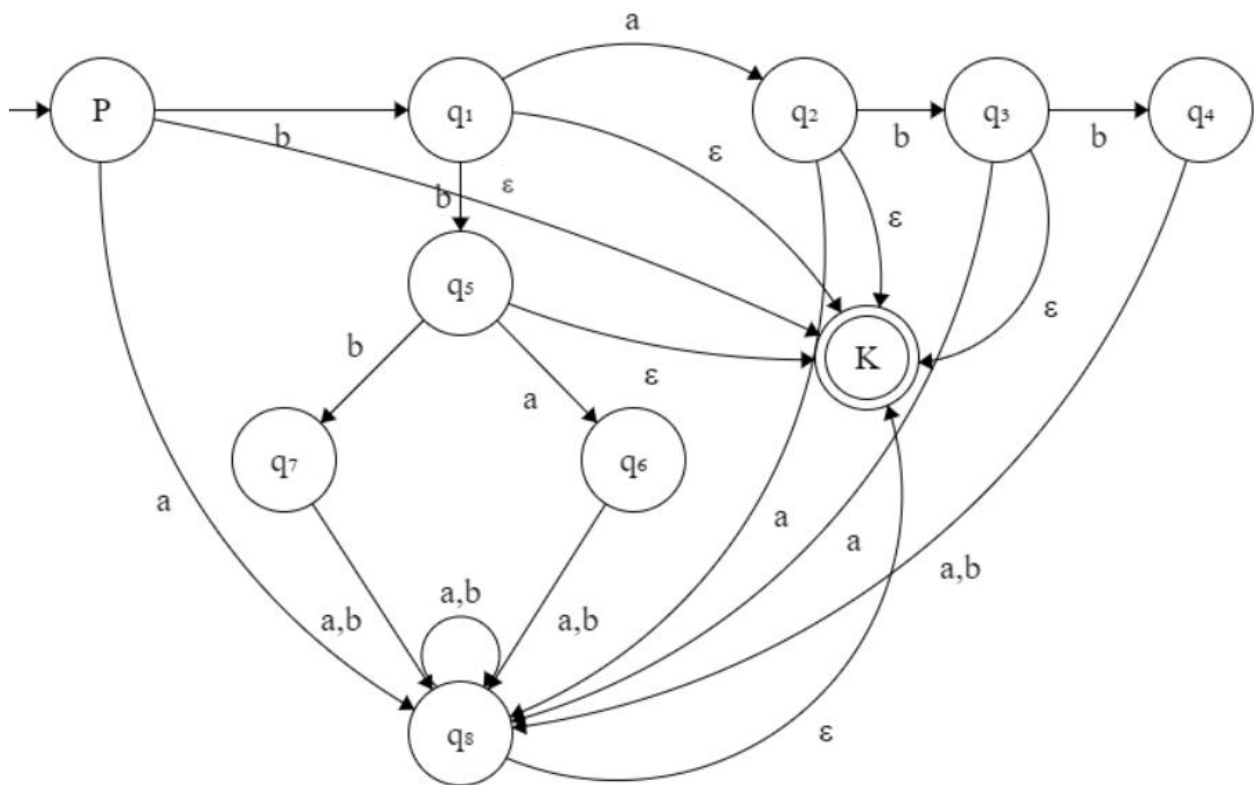 a
P
q₁
q₂
q₃
q₄
b
b
b
ε
ε
b
ε
q₅
K
b
ε
ε
a
q₇
q₆
a
a
a
a,b
a,b
a,b
a,b
q₈
ε